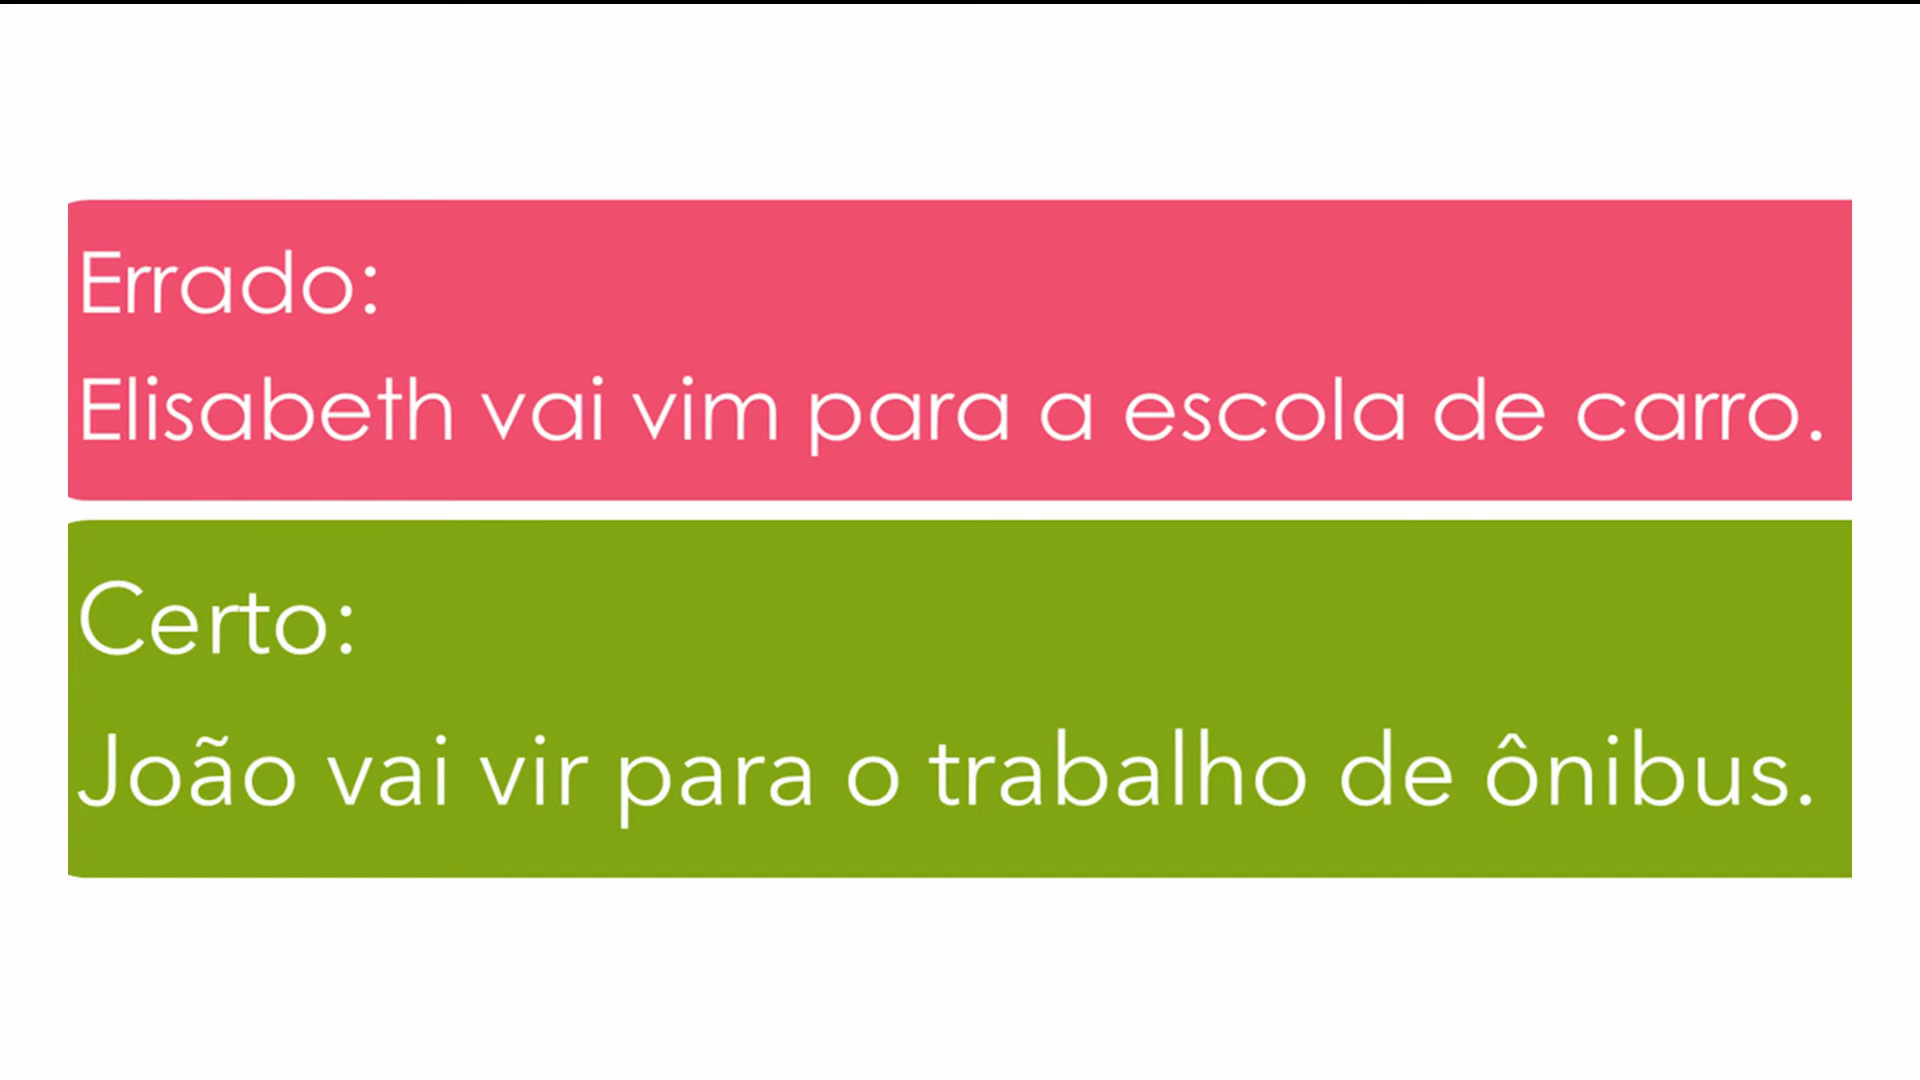 Errado:
Elisabeth vai vim para a escola de carro.
Certo:
João vai vir para o trabalho de ônibus.